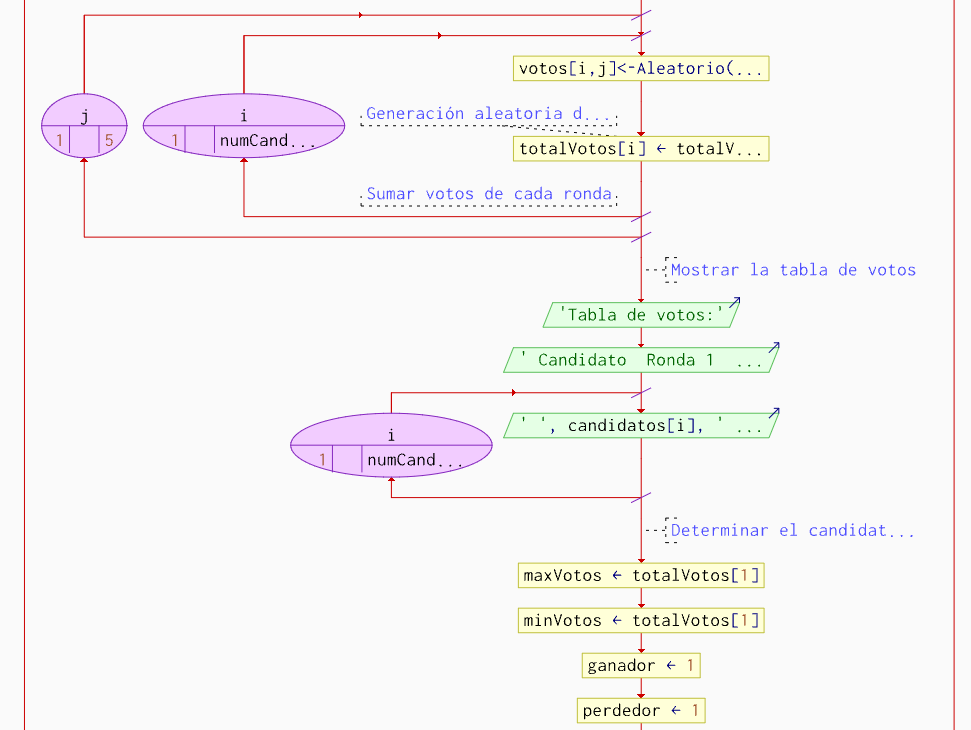 votos[i,j]<-Aleatorio(...
j
1 5
i
1 numCand...
Generación aleatoria d...
totalVotos[i] ← totalV...
Sumar votos de cada ronda
Mostrar la tabla de votos
'Tabla de votos:'
' Candidato  Ronda 1  ...
' ', candidatos[i], ' ...
i
1 numCand...
Determinar el candidat...
maxVotos ← totalVotos[1]
minVotos ← totalVotos[1]
ganador ← 1
perdedor ← 1